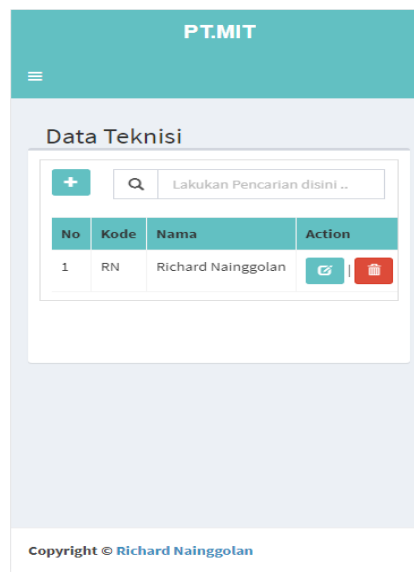 PT.MIT
Data Teknisi
Lakukan Pencarian disini ..
No Kode Nama Action
1 RN Richard Nainggolan |
Copyright © Richard Nainggolan